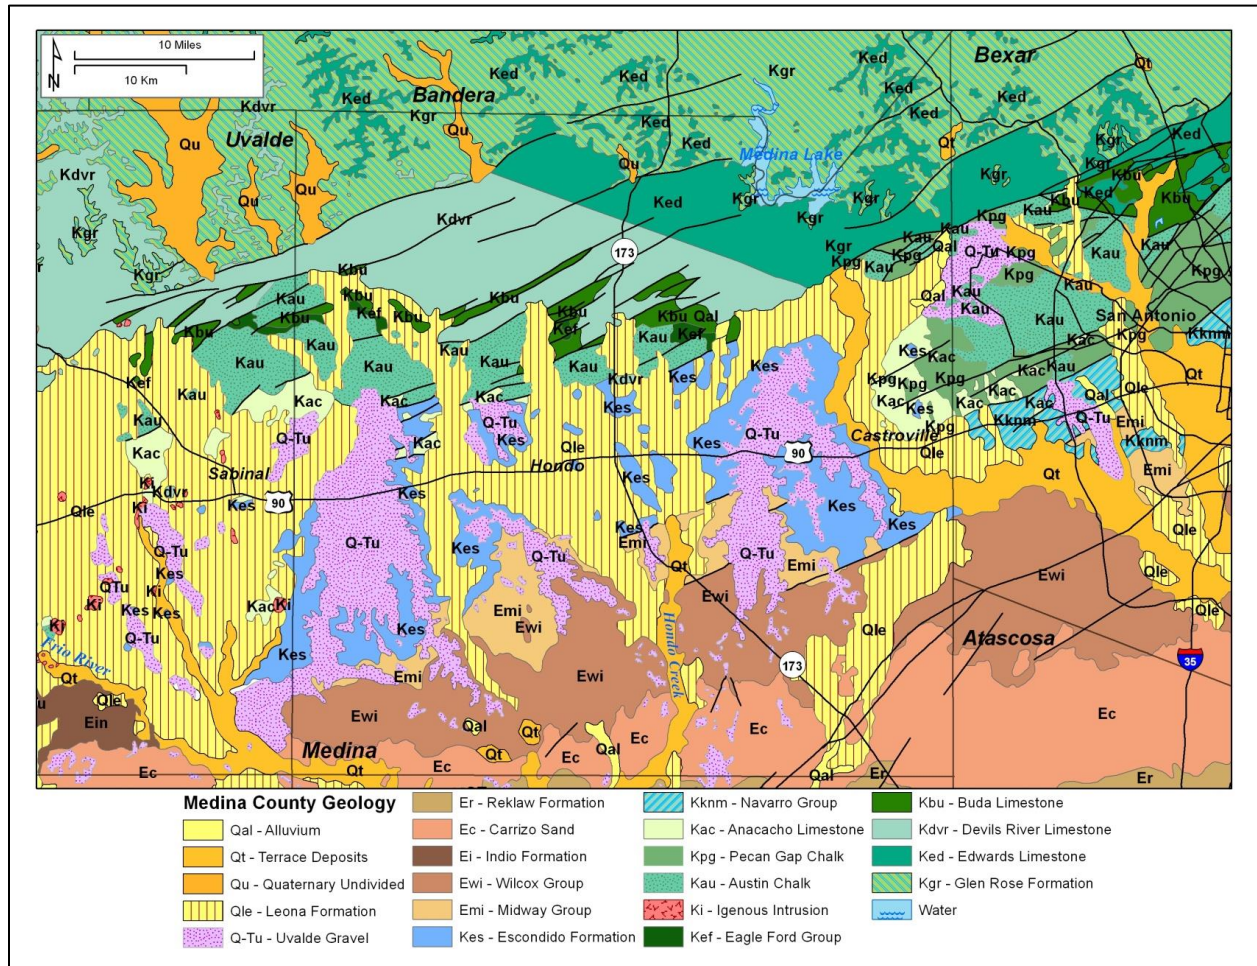 10 Miles
10 Km
N
Bexar
Bandera
Uvalde
Medina Lake
173
San Antonio
Castroville
Sabinal
Hondo
90
90
Frio River
Hondo Creek
Atascosa
173
35
Medina
Qu
Qt
Kgr
Ked
Kdvr
Kpg
Kau
Kbu
Kef
Qal
Q-Tu
Kac
Kes
Kknm
Emi
Qle
Ki
QTu
Ewi
Ein
Ec
Er
Medina County Geology
Qal - Alluvium
Qt - Terrace Deposits
Qu - Quaternary Undivided
Qle - Leona Formation
Q-Tu - Uvalde Gravel
Er - Reklaw Formation
Ec - Carrizo Sand
Ei - Indio Formation
Ewi - Wilcox Group
Emi - Midway Group
Kes - Escondido Formation
Kknm - Navarro Group
Kac - Anacacho Limestone
Kpg - Pecan Gap Chalk
Kau - Austin Chalk
Ki - Igenous Intrusion
Kef - Eagle Ford Group
Kbu - Buda Limestone
Kdvr - Devils River Limestone
Ked - Edwards Limestone
Kgr - Glen Rose Formation
Water